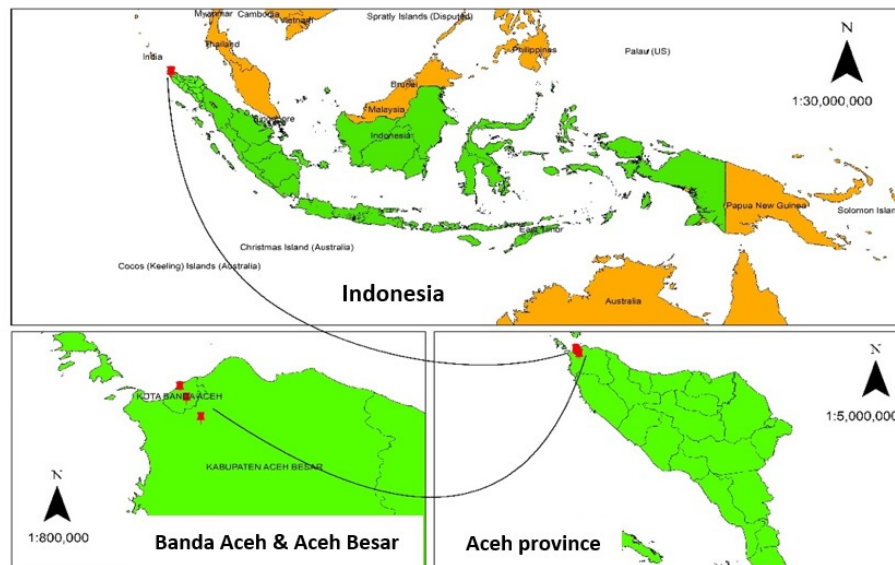 Myanmar
Cambodia
Vietnam
Spratly Islands (Disputed)
Thailand
Philippines
Palau (US)
N
India
Brunei
1:30,000,000
Malaysia
Singapore
Indonesia
Papua New Guinea
Solomon Islan
East Timor
Christmas Island (Australia)
Cocos (Keeling) Islands (Australia)
Indonesia
Australia
KOTA BANDA ACEH
KABUPATEN ACEH BESAR
N
1:800,000
Banda Aceh & Aceh Besar
N
1:5,000,000
Aceh province